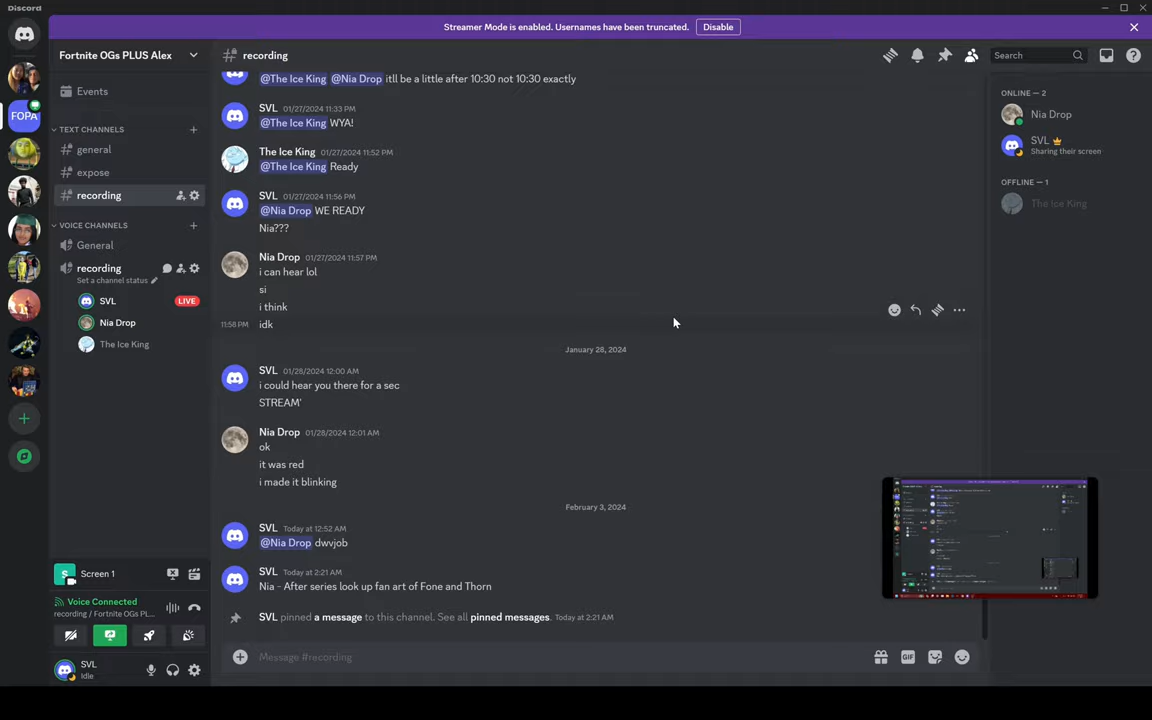 Discord
Streamer Mode is enabled. Usernames have been truncated.
Disable
Fortnite OGs PLUS Alex
recording
Search
FOPA
Events
TEXT CHANNELS
general
expose
recording
VOICE CHANNELS
General
recording
Set a channel status
SVL
LIVE
Nia Drop
The Ice King
@The Ice King @Nia Drop itll be a little after 10:30 not 10:30 exactly
SVL 01/27/2024 11:33 PM
@The Ice King WYA!
The Ice King 01/27/2024 11:52 PM
@The Ice King Ready
SVL 01/27/2024 11:56 PM
@Nia Drop WE READY
Nia???
Nia Drop 01/27/2024 11:57 PM
i can hear lol
si
i think
11:58 PM idk
January 28, 2024
SVL 01/28/2024 12:00 AM
i could hear you there for a sec
STREAM'
Nia Drop 01/28/2024 12:01 AM
ok
it was red
i made it blinking
February 3, 2024
SVL Today at 12:52 AM
@Nia Drop dwvjob
SVL Today at 2:21 AM
Nia - After series look up fan art of Fone and Thorn
SVL pinned a message to this channel. See all pinned messages. Today at 2:21 AM
Message #recording
GIF
ONLINE — 2
Nia Drop
SVL
Sharing their screen
OFFLINE — 1
The Ice King
S
Screen 1
Voice Connected
recording / Fortnite OGs PL...
SVL
Idle